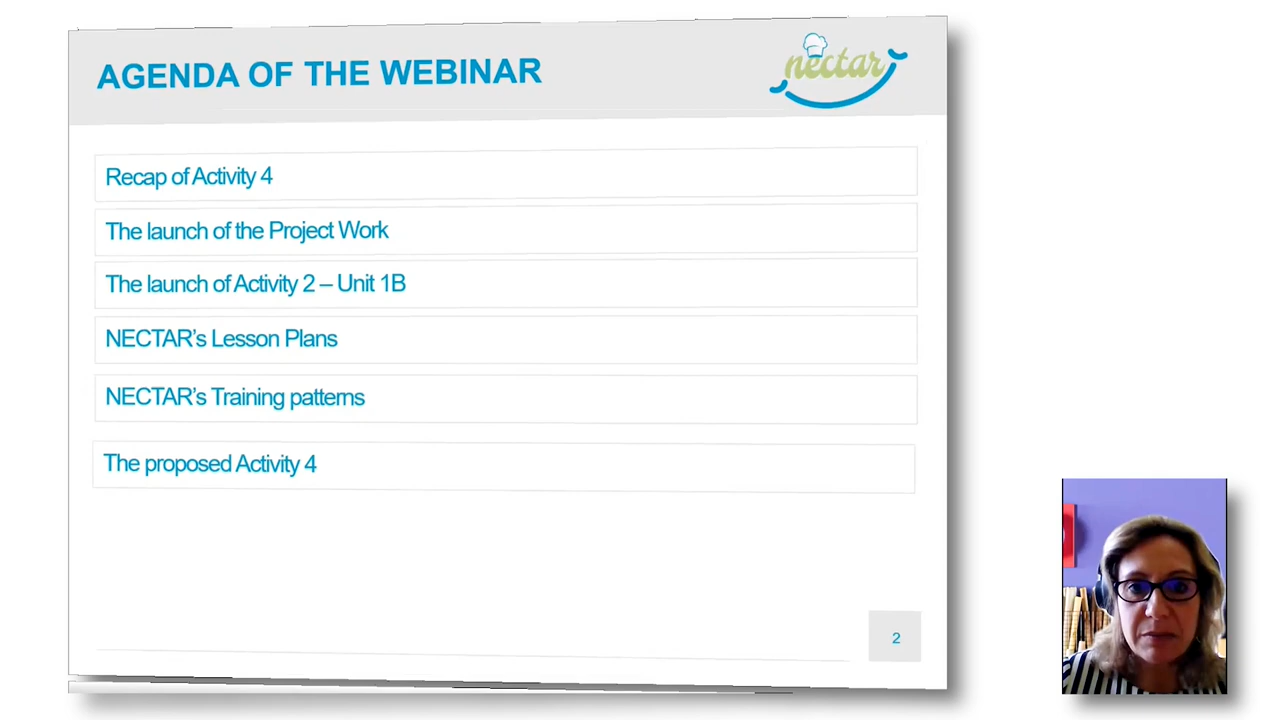 AGENDA OF THE WEBINAR
nectar
Recap of Activity 4
The launch of the Project Work
The launch of Activity 2 – Unit 1B
NECTAR’s Lesson Plans
NECTAR’s Training patterns
The proposed Activity 4
2